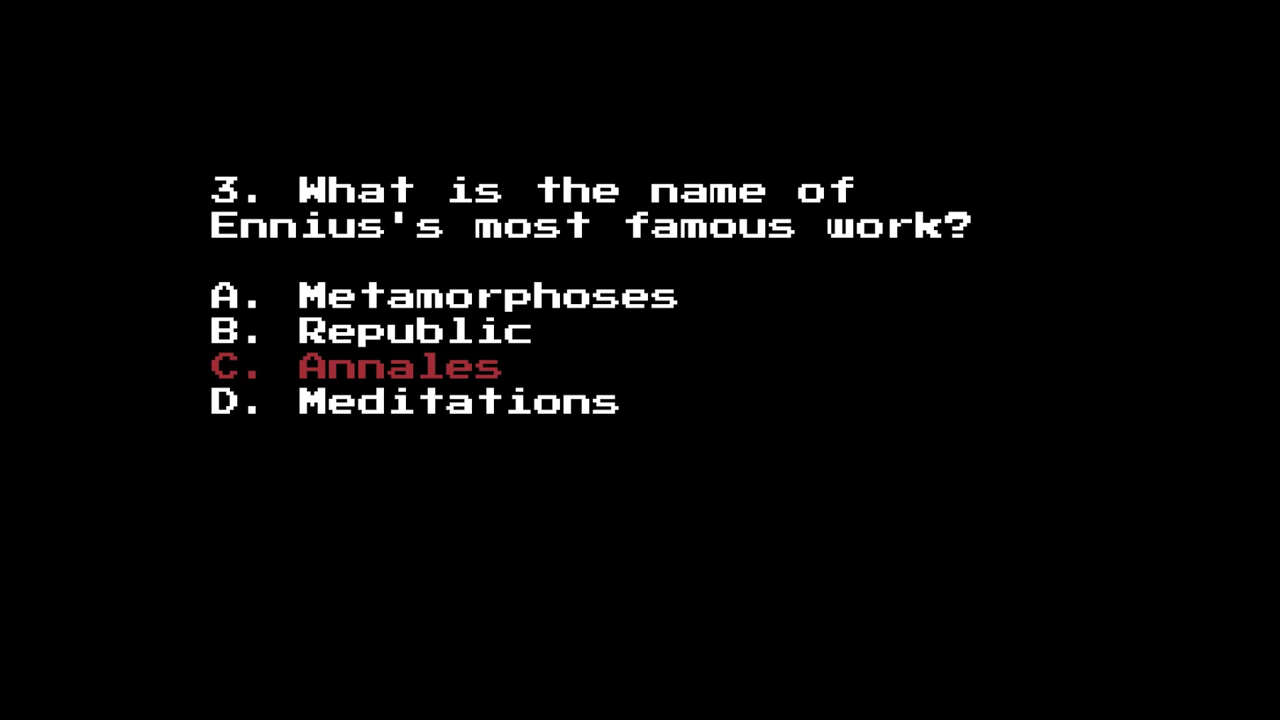 3. What is the name of
Ennius's most famous work?
A. Metamorphoses
B. Republic
C. Annales
D. Meditations